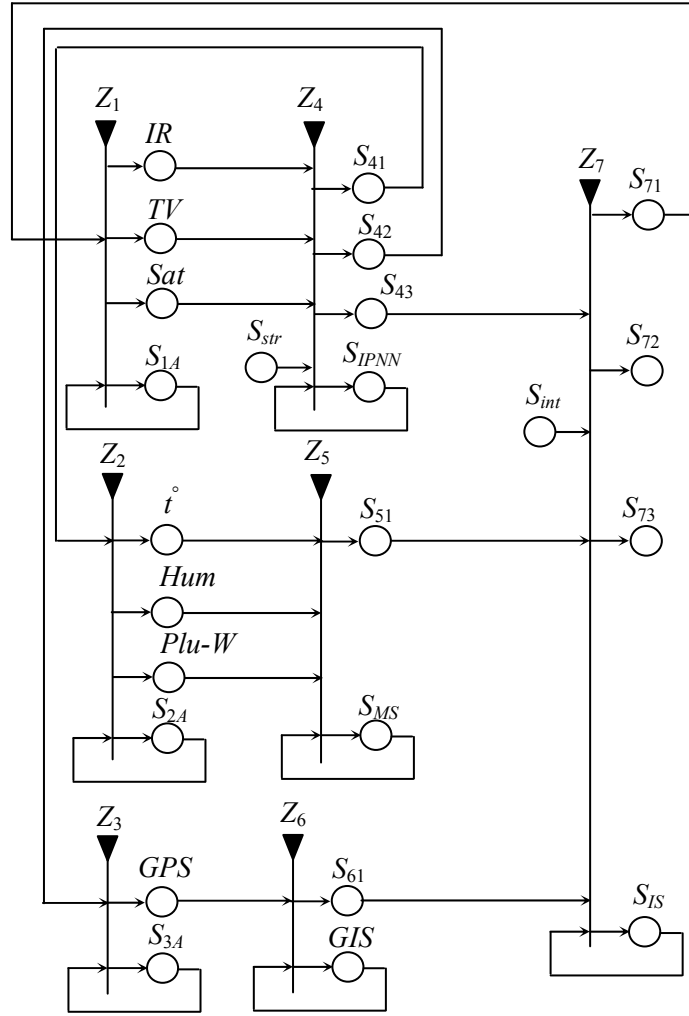 Z1
Z4
IR
S41
Z7
S71
TV
S42
Sat
S43
Sstr
S72
S1A
SIPNN
Sint
Z2
Z5
t°
S51
S73
Hum
Plu-W
S2A
SMS
Z3
Z6
GPS
S61
SIS
S3A
GIS